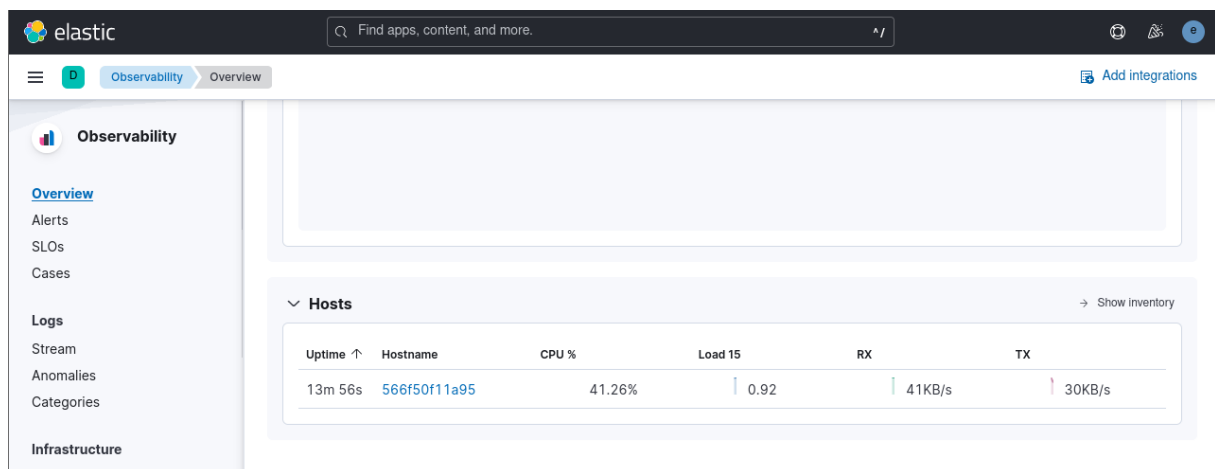 elastic
Find apps, content, and more.
^/
e
D
Observability
Overview
Add integrations
Observability
Overview
Alerts
SLOs
Cases
Logs
Stream
Anomalies
Categories
Infrastructure
Hosts
Show inventory
Uptime Hostname CPU % Load 15 RX TX
13m 56s 566f50f11a95 41.26% 0.92 41KB/s 30KB/s